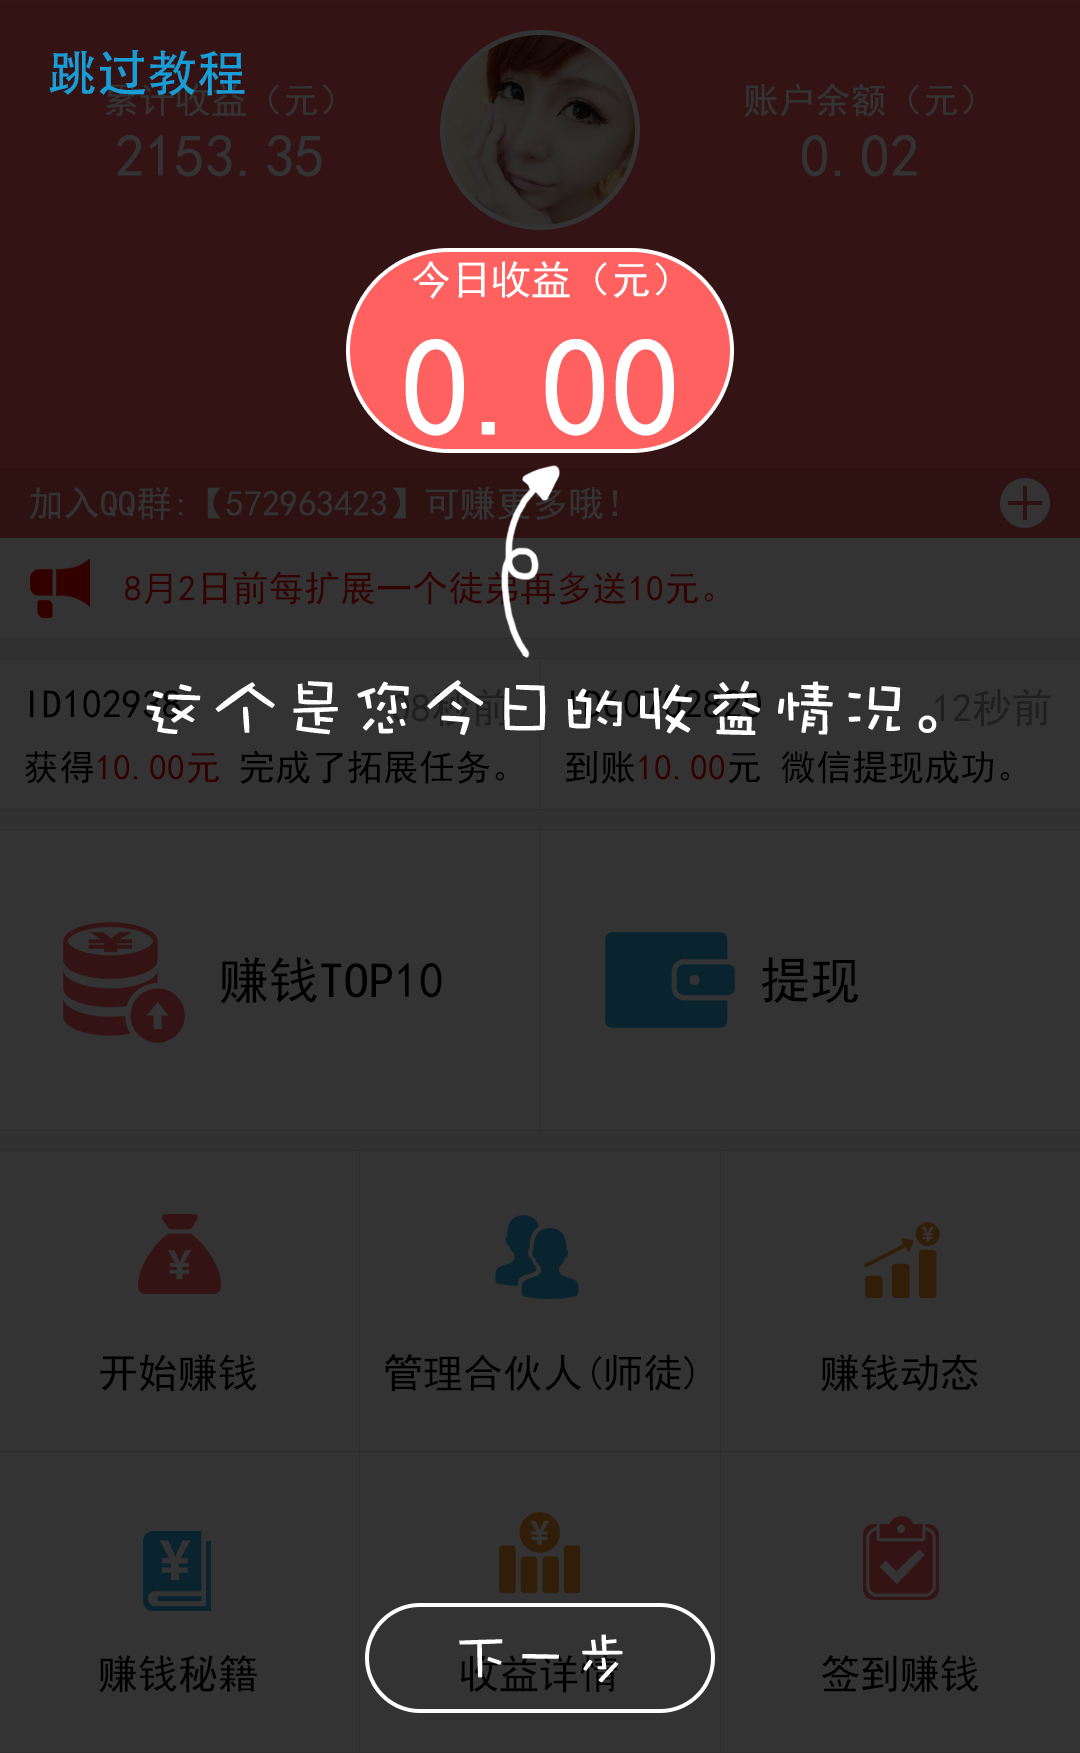 跳过教程
累计收益（元）
2153.35
账户余额（元）
0.02
今日收益（元）
0.00
加入QQ群:【572963423】可赚更多哦!
8月2日前每扩展一个徒弟再多送10元。
这个是您今日的收益情况。
12秒前
获得10.00元 完成了拓展任务。
到账10.00元 微信提现成功。
赚钱TOP10
提现
开始赚钱
管理合伙人(师徒)
赚钱动态
下一步
赚钱秘籍
收益详情
签到赚钱